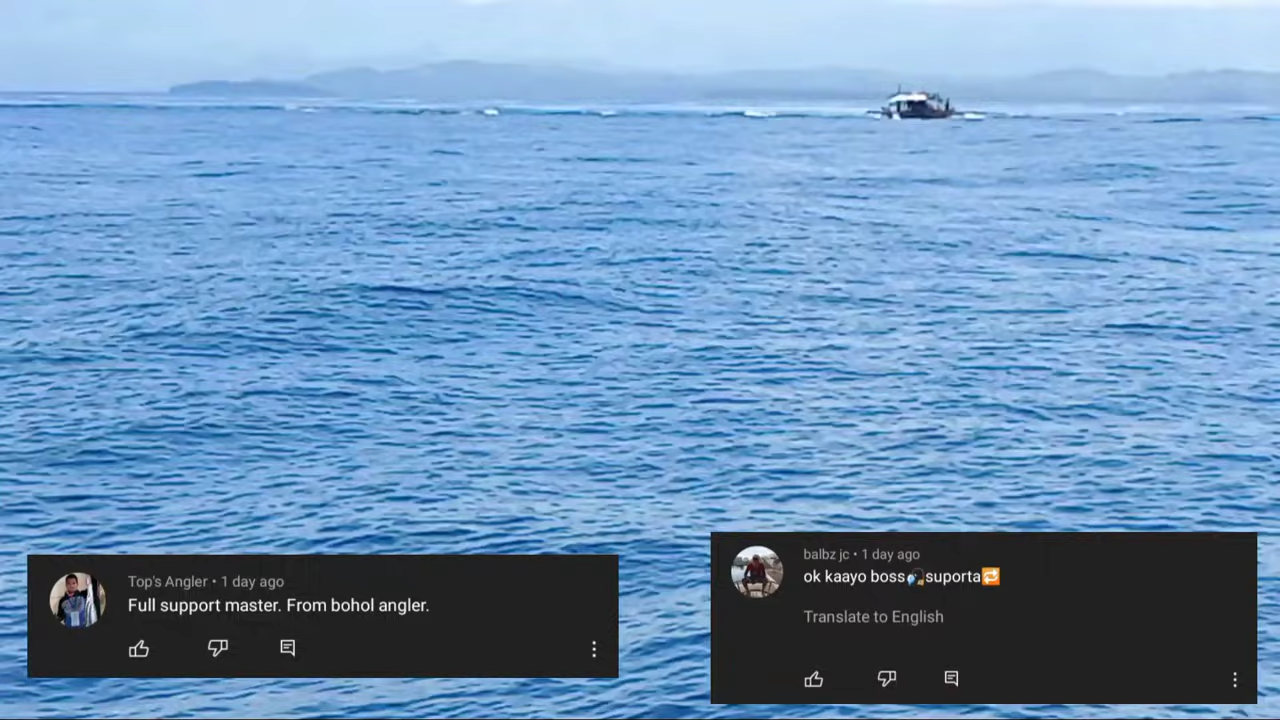 Top's Angler • 1 day ago
Full support master. From bohol angler.
balbz jc • 1 day ago
ok kaayo boss🎣suporta🔁
Translate to English